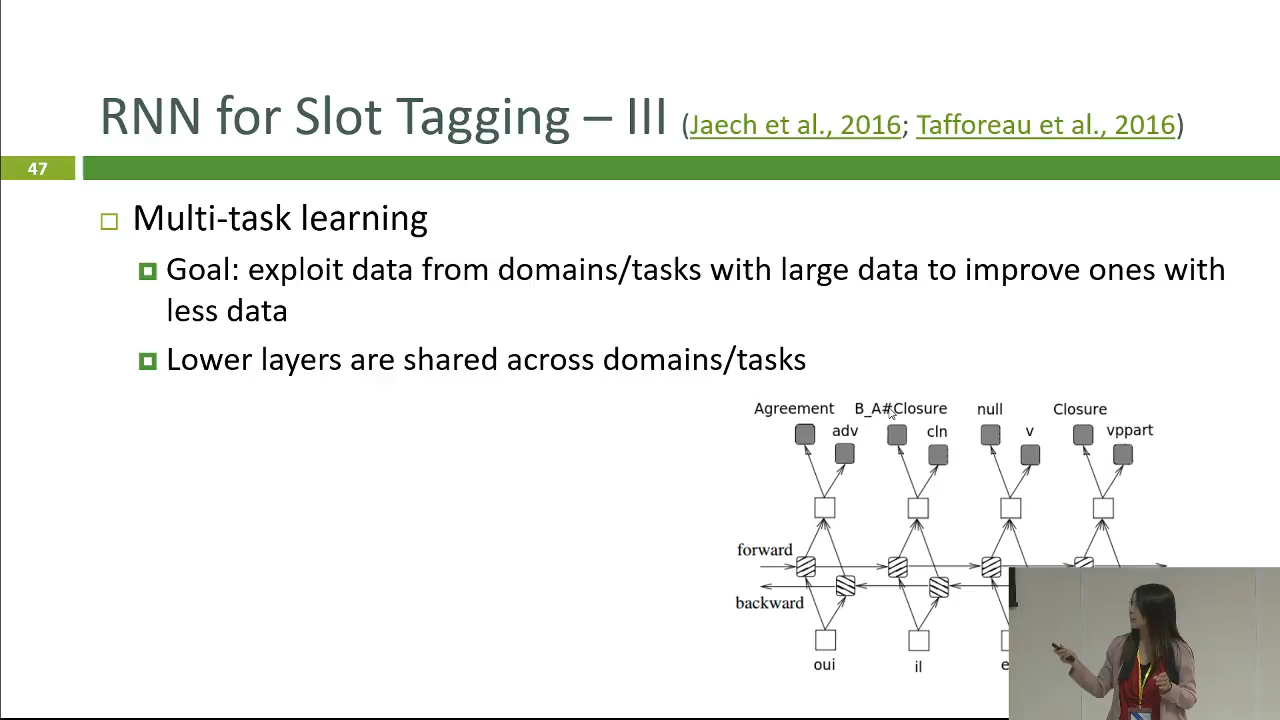 RNN for Slot Tagging – III (Jaech et al., 2016; Tafforeau et al., 2016)
47
Multi-task learning
Goal: exploit data from domains/tasks with large data to improve ones with
less data
Lower layers are shared across domains/tasks
Agreement B_A#Closure null Closure
adv cln v vppart
forward
backward
oui il e